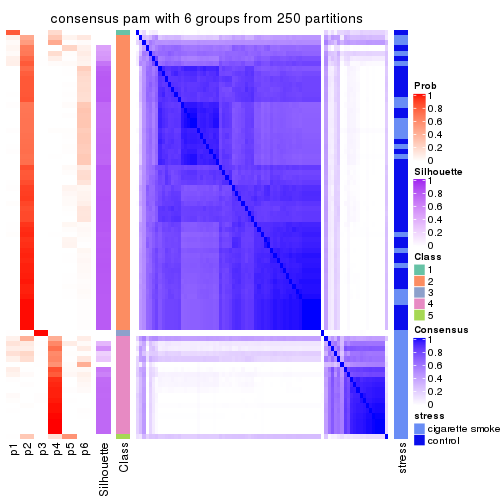 consensus pam with 6 groups from 250 partitions
Prob
1
0.8
0.6
0.4
0.2
0
Silhouette
1
0.8
0.6
0.4
0.2
0
Class
1
2
3
4
5
Consensus
1
0.8
0.6
0.4
0.2
0
stress
cigarette smoke
control
p1
p2
p3
p4
p5
p6
Silhouette
Class
stress